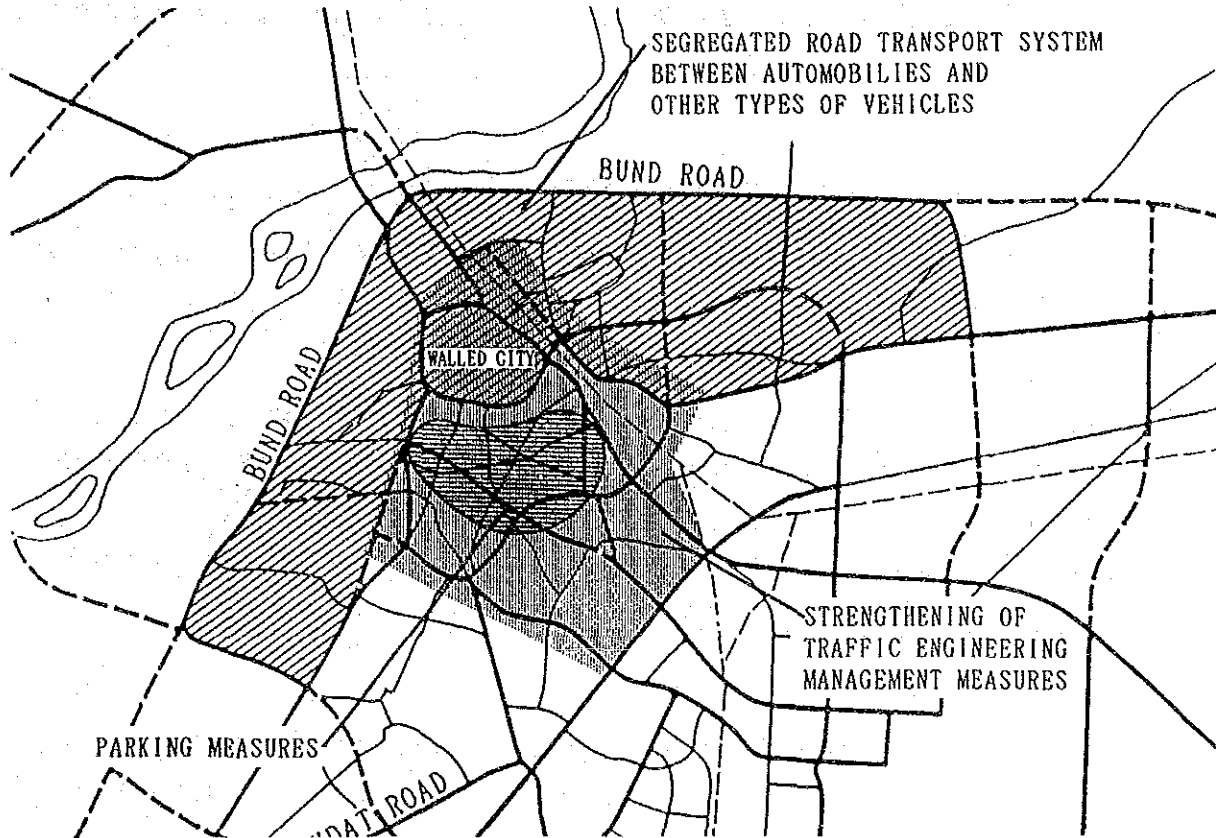 SEGREGATED ROAD TRANSPORT SYSTEM
BETWEEN AUTOMOBILIES AND
OTHER TYPES OF VEHICLES
BUND ROAD
WALLED CITY
BUND ROAD
STRENGTHENING OF
TRAFFIC ENGINEERING
MANAGEMENT MEASURES
PARKING MEASURES
ROAD